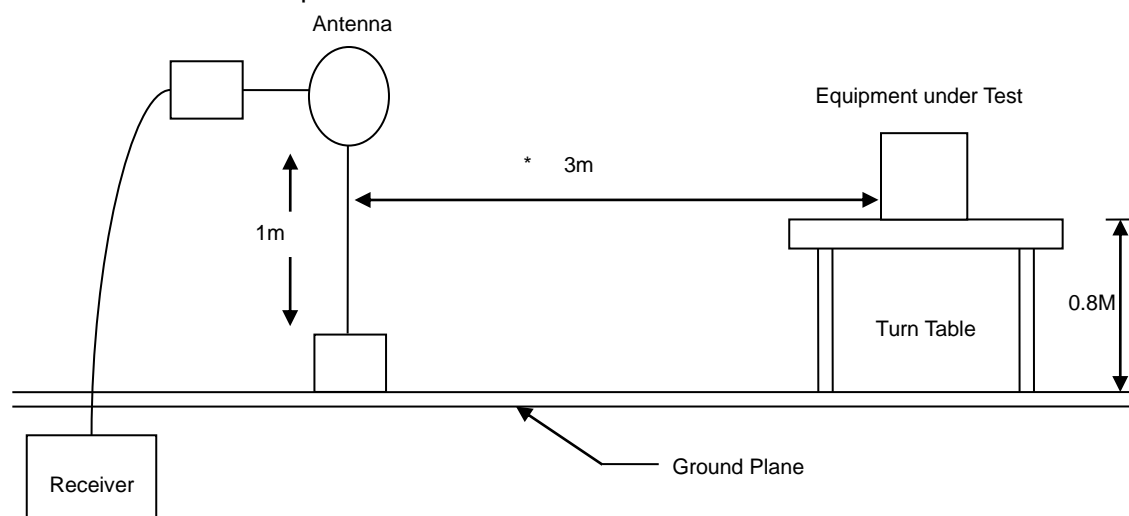 Antenna
Equipment under Test
* 3m
1m
0.8M
Turn Table
Ground Plane
Receiver